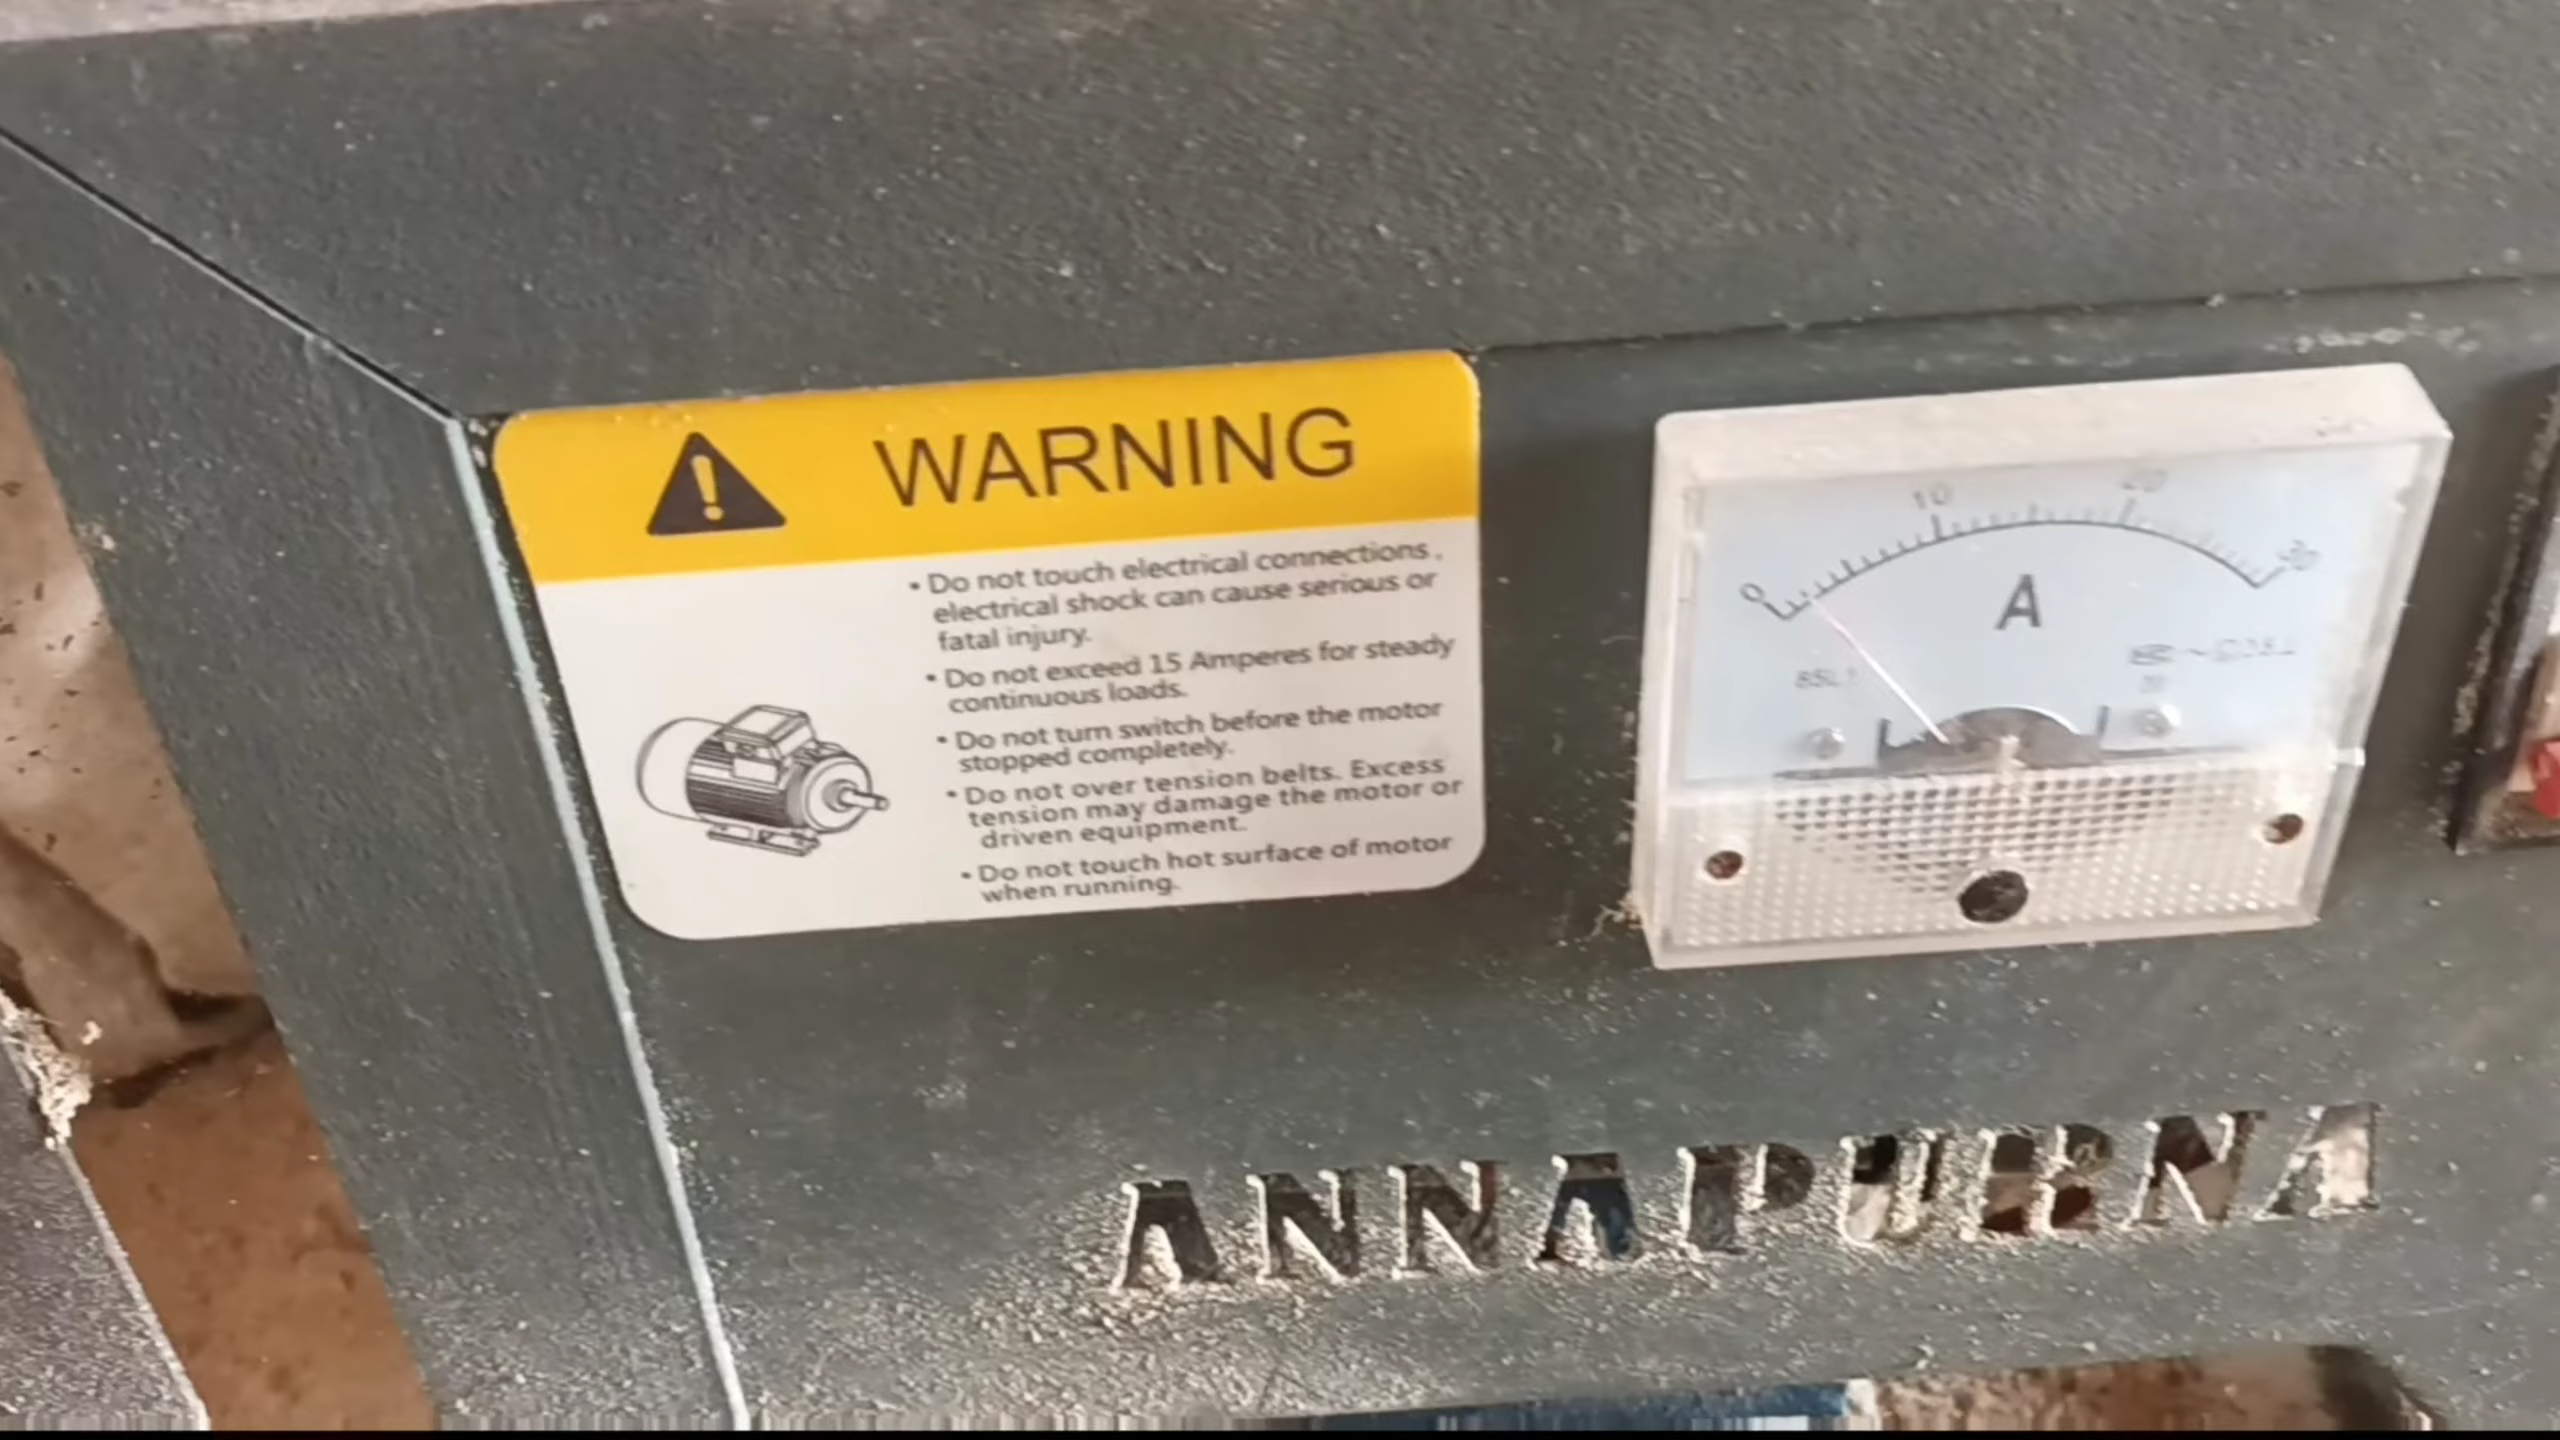 WARNING
• Do not touch electrical connections,
electrical shock can cause serious or
fatal injury.
• Do not exceed 15 Amperes for steady
continuous loads.
• Do not turn switch before the motor
stopped completely.
• Do not over tension belts. Excess
tension may damage the motor or
driven equipment.
• Do not touch hot surface of motor
when running.
0 10 20 30
A
ANNAPURNA